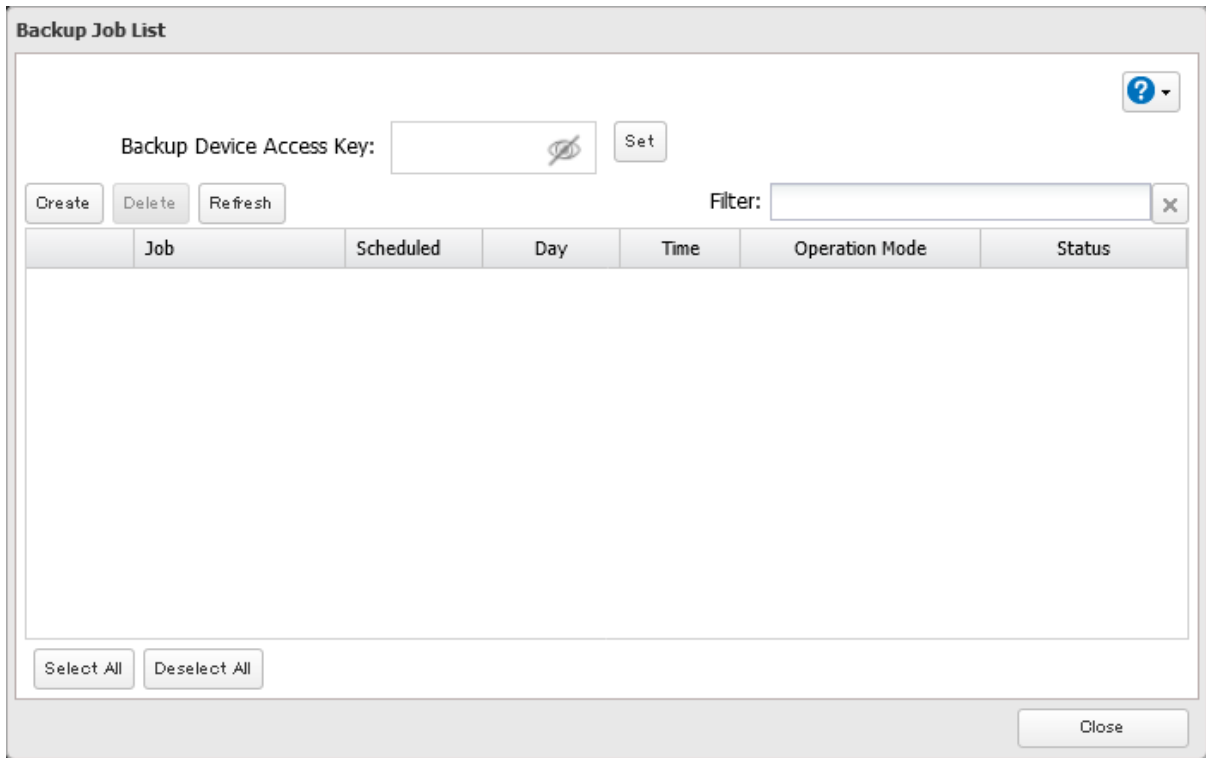 Backup Job List
?
Backup Device Access Key: Set
Create Delete Refresh Filter:
Job Scheduled Day Time Operation Mode Status
Select All Deselect All
Close